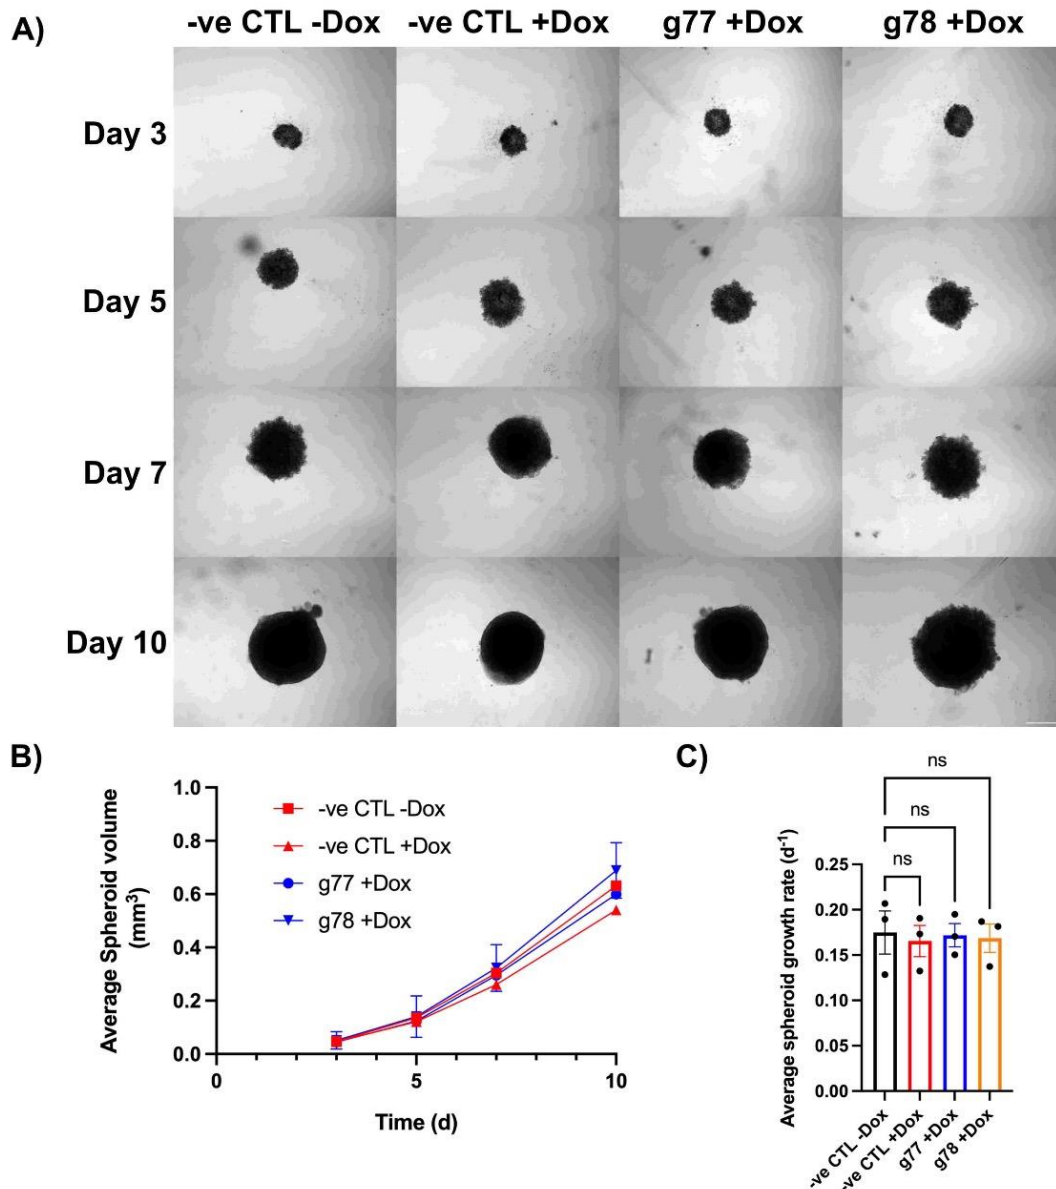 A)
-ve CTL -Dox -ve CTL +Dox g77 +Dox g78 +Dox
Day 3
Day 5
Day 7
Day 10
B)
Average Spheroid volume
(mm³)
1.0
0.8
0.6
0.4
0.2
0.0
-ve CTL -Dox
-ve CTL +Dox
g77 +Dox
g78 +Dox
0 5 10
Time (d)
C)
ns
ns
ns
Average spheroid growth rate (d⁻¹)
0.25
0.20
0.15
0.10
0.05
0.00
-ve CTL -Dox
-ve CTL +Dox
g77 +Dox
g78 +Dox